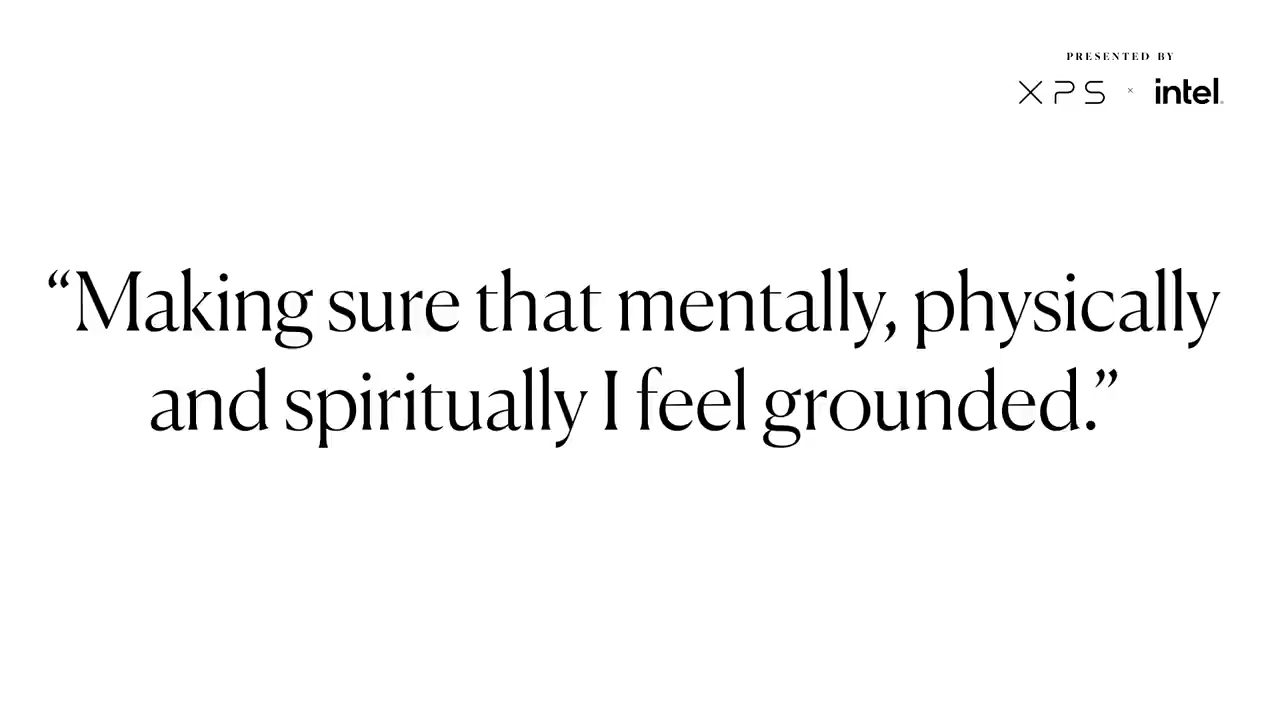 PRESENTED BY
XPS × intel.
“Making sure that mentally, physically
and spiritually I feel grounded.”